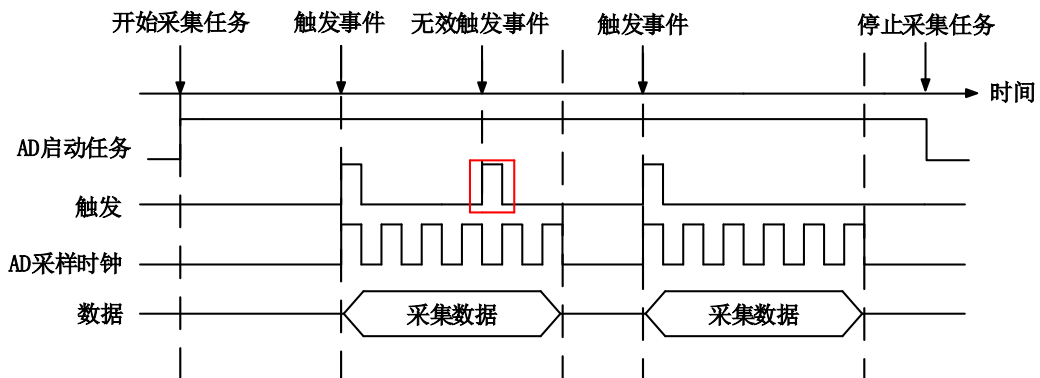 开始采集任务
触发事件
无效触发事件
触发事件
停止采集任务
时间
AD启动任务
触发
AD采样时钟
数据
采集数据
采集数据